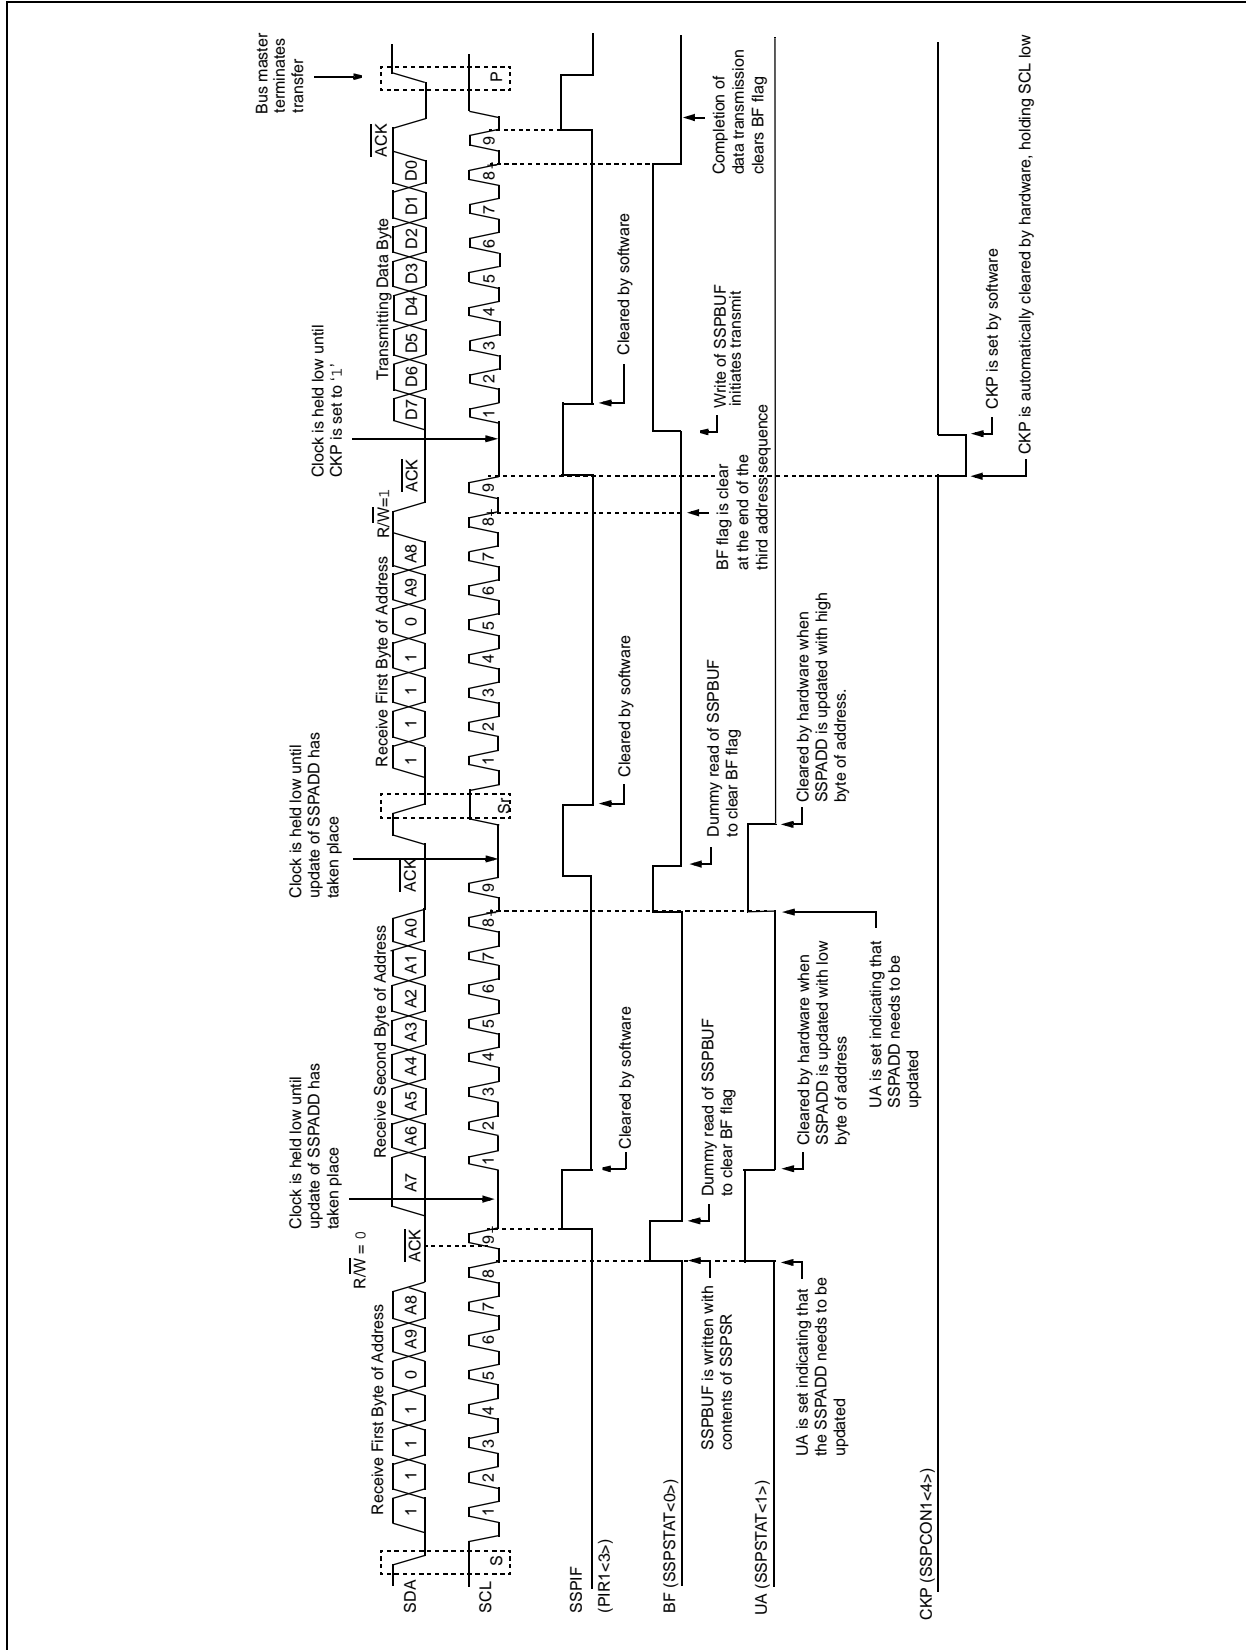 Bus master
terminates
transfer
Clock is held low until
update of SSPADD has
taken place
Clock is held low until
update of SSPADD has
taken place
Clock is held low until
CKP is set to ‘1’
R/W = 0
R/W=1
Receive First Byte of Address
ACK
Receive Second Byte of Address
ACK
Receive First Byte of Address
ACK
Transmitting Data Byte
ACK
SDA
1 1 1 1 0 A9 A8
A7 A6 A5 A4 A3 A2 A1 A0
1 1 1 1 0 A9 A8
D7 D6 D5 D4 D3 D2 D1 D0
SCL
S
1 2 3 4 5 6 7 8 9
1 2 3 4 5 6 7 8 9
Sr
1 2 3 4 5 6 7 8 9
1 2 3 4 5 6 7 8 9
P
SSPIF
(PIR1<3>)
Cleared by software
Cleared by software
Cleared by software
BF (SSPSTAT<0>)
SSPBUF is written with
contents of SSPSR
Dummy read of SSPBUF
to clear BF flag
Dummy read of SSPBUF
to clear BF flag
BF flag is clear
at the end of the
third address sequence
Write of SSPBUF
initiates transmit
Completion of
data transmission
clears BF flag
UA (SSPSTAT<1>)
UA is set indicating that
the SSPADD needs to be
updated
Cleared by hardware when
SSPADD is updated with low
byte of address
UA is set indicating that
SSPADD needs to be
updated
Cleared by hardware when
SSPADD is updated with high
byte of address.
CKP (SSPCON1<4>)
CKP is set by software
CKP is automatically cleared by hardware, holding SCL low